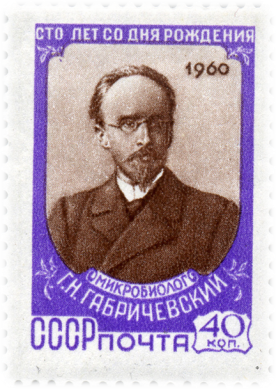 СТО ЛЕТ СО ДНЯ РОЖДЕНИЯ
1960
МИКРОБИОЛОГ
Г.Н. ГАБРИЧЕВСКИЙ
СССР ПОЧТА
40 КОП.